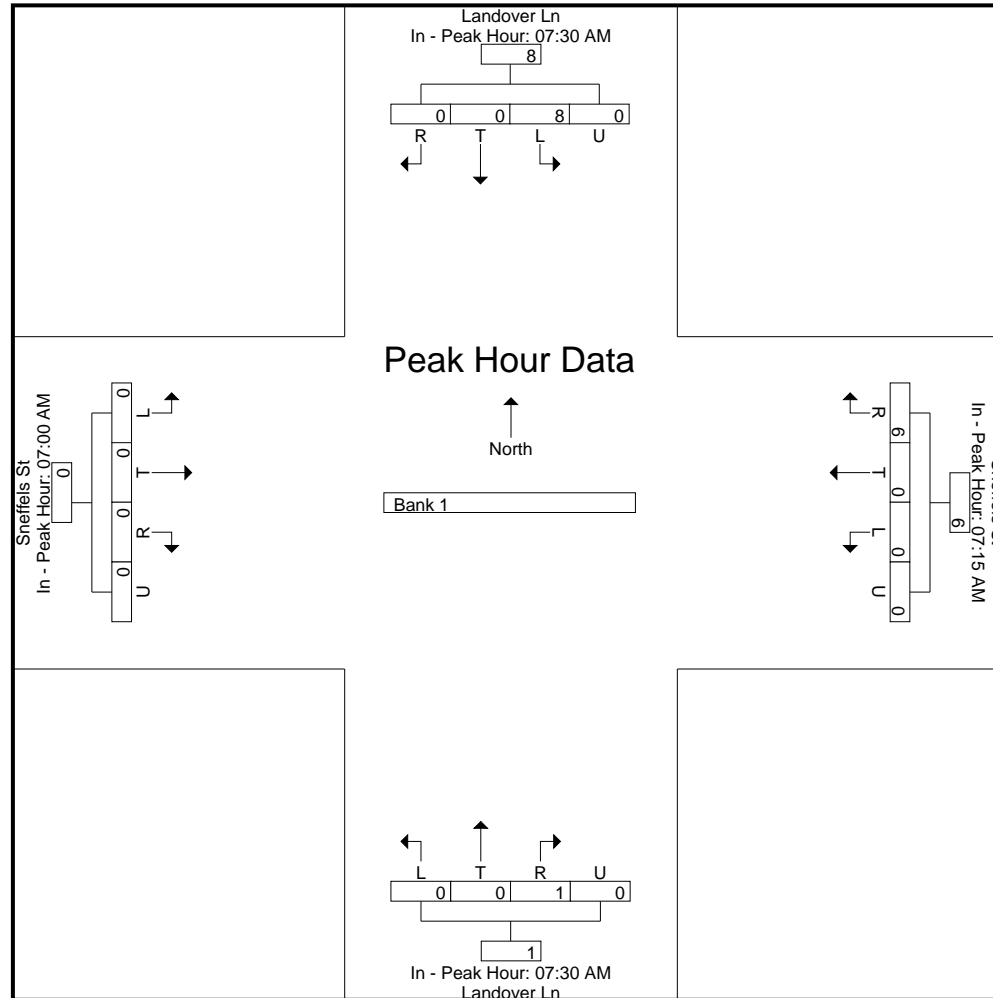 Landover Ln
In - Peak Hour: 07:30 AM
8
0 0 8 0
R T L U
Peak Hour Data
North
Bank 1
Sneffels St
In - Peak Hour: 07:00 AM
0
0 0 0 0
L T R U
In - Peak Hour: 07:15 AM
6
6 0 0 0
R T L U
L T R U
0 0 1 0
1
In - Peak Hour: 07:30 AM
Landover Ln